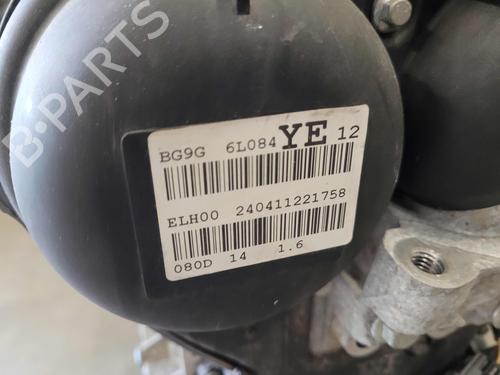 B-PARTS
BG9G 6L084 YE 12
ELH00 240411221758
080D 14 1.6